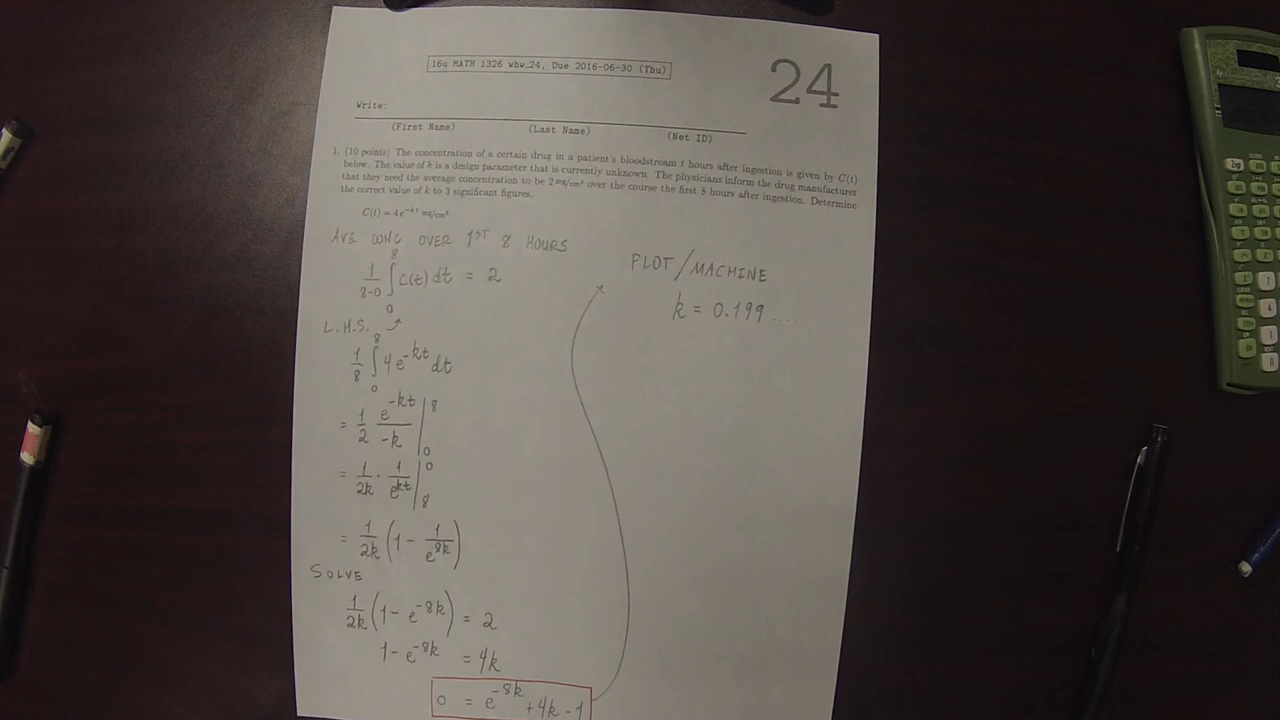 16u MATH 1326 whw_24, Due 2016-06-30 (Thu)
24
Write:
(First Name) (Last Name) (Net ID)
1. (10 points) The concentration of a certain drug in a patient's bloodstream t hours after ingestion is given by C(t)
below. The value of k is a design parameter that is currently unknown. The physicians inform the drug manufacturer
that they need the average concentration to be 2 mg/cm³ over the course the first 8 hours after ingestion. Determine
the correct value of k to 3 significant figures.
C(t) = 4e^{-kt} mg/cm³
AVG OVER 1ST 8 HOURS
1/(8-0) ∫₀⁸ C(t) dt = 2
L.H.S.
1/8 ∫₀⁸ 4e^{-kt} dt
= 1/2 e^{-kt}/-k |₀⁸
= 1/2k · 1/e^{kt} |₈⁰
= 1/2k (1 - 1/e^{8k})
SOLVE
1/2k (1 - e^{-8k}) = 2
1 - e^{-8k} = 4k
0 = e^{-8k} + 4k - 1
PLOT/MACHINE
k = 0.199....
2nd
7
4
1
0